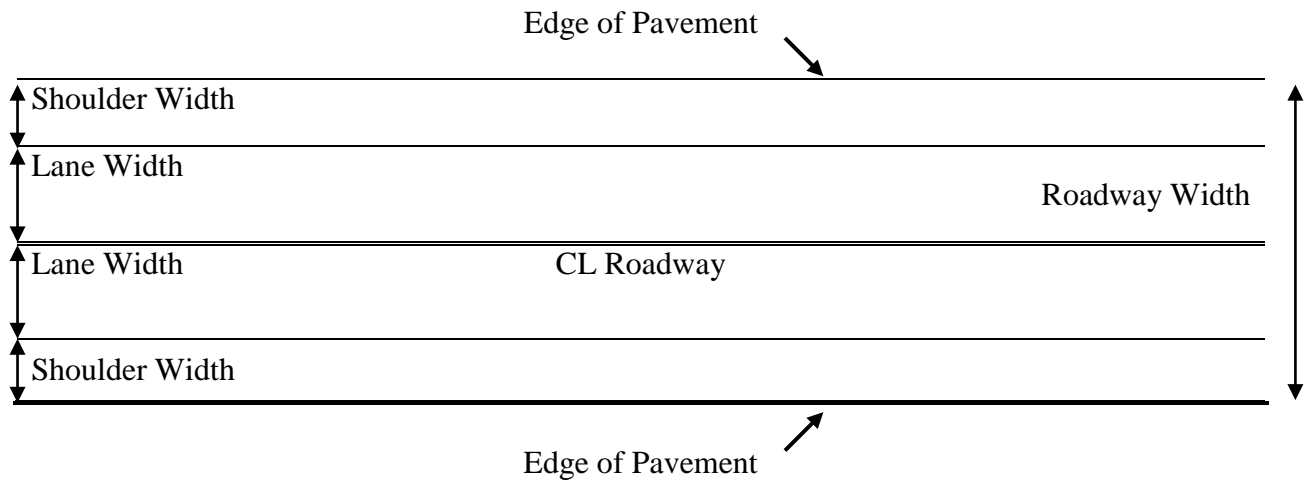 Edge of Pavement
Shoulder Width
Lane Width
Roadway Width
Lane Width
CL Roadway
Shoulder Width
Edge of Pavement